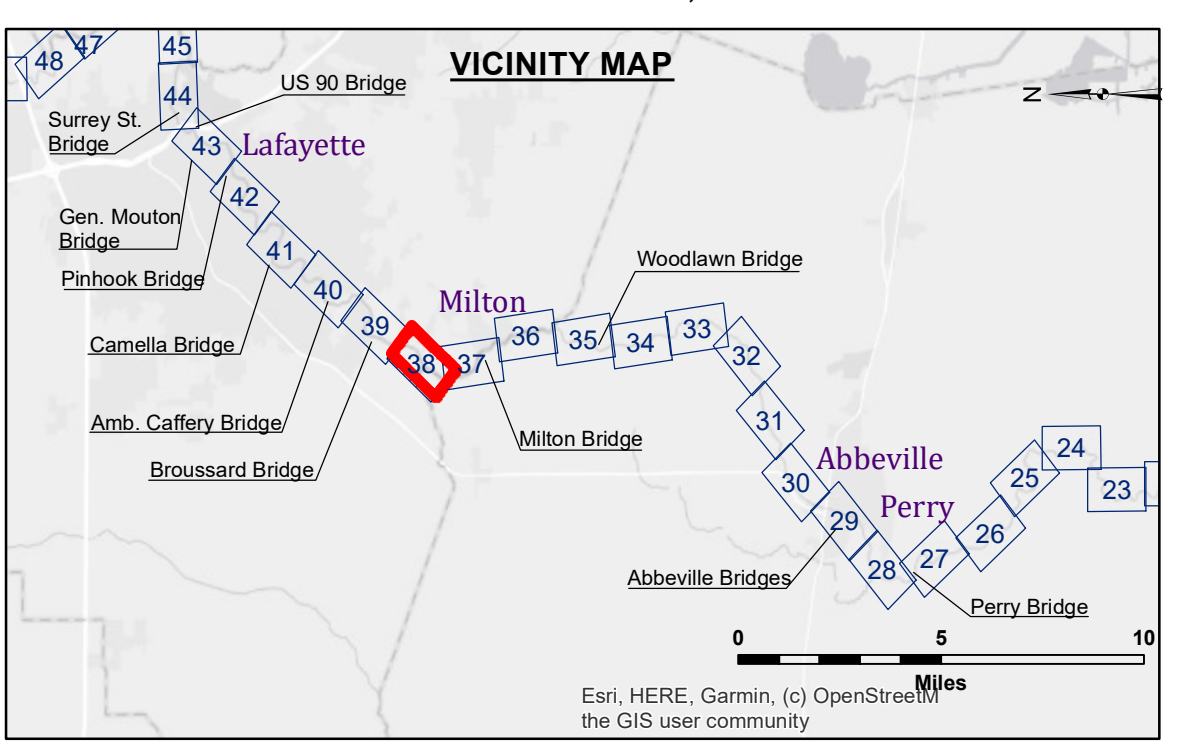 VICINITY MAP
48
47
45
44
US 90 Bridge
Surrey St.
Bridge
N
43
Lafayette
42
Gen. Mouton
Bridge
Pinhook Bridge
41
40
Woodlawn Bridge
Milton
39
36
35
34
33
32
Camella Bridge
38
37
Amb. Caffery Bridge
Milton Bridge
Broussard Bridge
31
30
Abbeville
24
25
23
Perry
29
26
27
28
Abbeville Bridges
Perry Bridge
0
5
10
Miles
Esri, HERE, Garmin, (c) OpenStreetM
the GIS user community